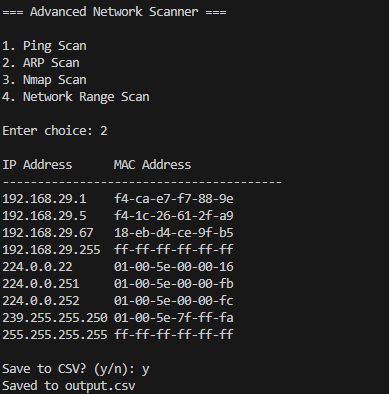 === Advanced Network Scanner ===
1. Ping Scan
2. ARP Scan
3. Nmap Scan
4. Network Range Scan
Enter choice: 2
IP Address      MAC Address
----------------------------------------
192.168.29.1    f4-ca-e7-f7-88-9e
192.168.29.5    f4-1c-26-61-2f-a9
192.168.29.67   18-eb-d4-ce-9f-b5
192.168.29.255  ff-ff-ff-ff-ff-ff
224.0.0.22      01-00-5e-00-00-16
224.0.0.251     01-00-5e-00-00-fb
224.0.0.252     01-00-5e-00-00-fc
239.255.255.250 01-00-5e-7f-ff-fa
255.255.255.255 ff-ff-ff-ff-ff-ff
Save to CSV? (y/n): y
Saved to output.csv